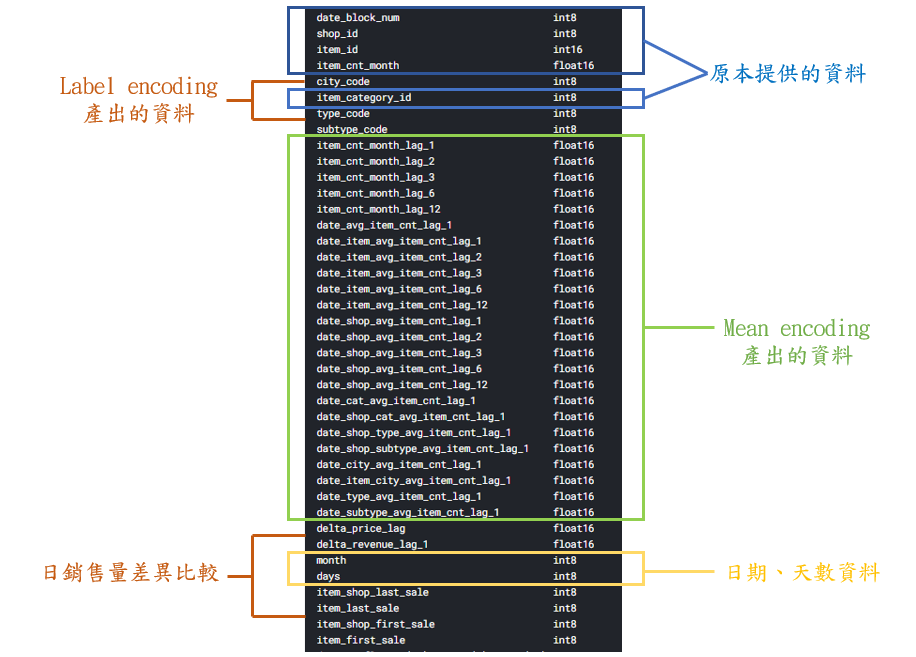 date_block_num int8
shop_id int8
item_id int16
item_cnt_month float16
city_code int8
item_category_id int8
type_code int8
subtype_code int8
item_cnt_month_lag_1 float16
item_cnt_month_lag_2 float16
item_cnt_month_lag_3 float16
item_cnt_month_lag_6 float16
item_cnt_month_lag_12 float16
date_avg_item_cnt_lag_1 float16
date_item_avg_item_cnt_lag_1 float16
date_item_avg_item_cnt_lag_2 float16
date_item_avg_item_cnt_lag_3 float16
date_item_avg_item_cnt_lag_6 float16
date_item_avg_item_cnt_lag_12 float16
date_shop_avg_item_cnt_lag_1 float16
date_shop_avg_item_cnt_lag_2 float16
date_shop_avg_item_cnt_lag_3 float16
date_shop_avg_item_cnt_lag_6 float16
date_shop_avg_item_cnt_lag_12 float16
date_cat_avg_item_cnt_lag_1 float16
date_shop_cat_avg_item_cnt_lag_1 float16
date_shop_type_avg_item_cnt_lag_1 float16
date_shop_subtype_avg_item_cnt_lag_1 float16
date_city_avg_item_cnt_lag_1 float16
date_item_city_avg_item_cnt_lag_1 float16
date_type_avg_item_cnt_lag_1 float16
date_subtype_avg_item_cnt_lag_1 float16
delta_price_lag float16
delta_revenue_lag_1 float16
month int8
days int8
item_shop_last_sale int8
item_last_sale int8
item_shop_first_sale int8
item_first_sale int8
原本提供的資料
Label encoding
產出的資料
Mean encoding
產出的資料
日銷售量差異比較
日期、天數資料